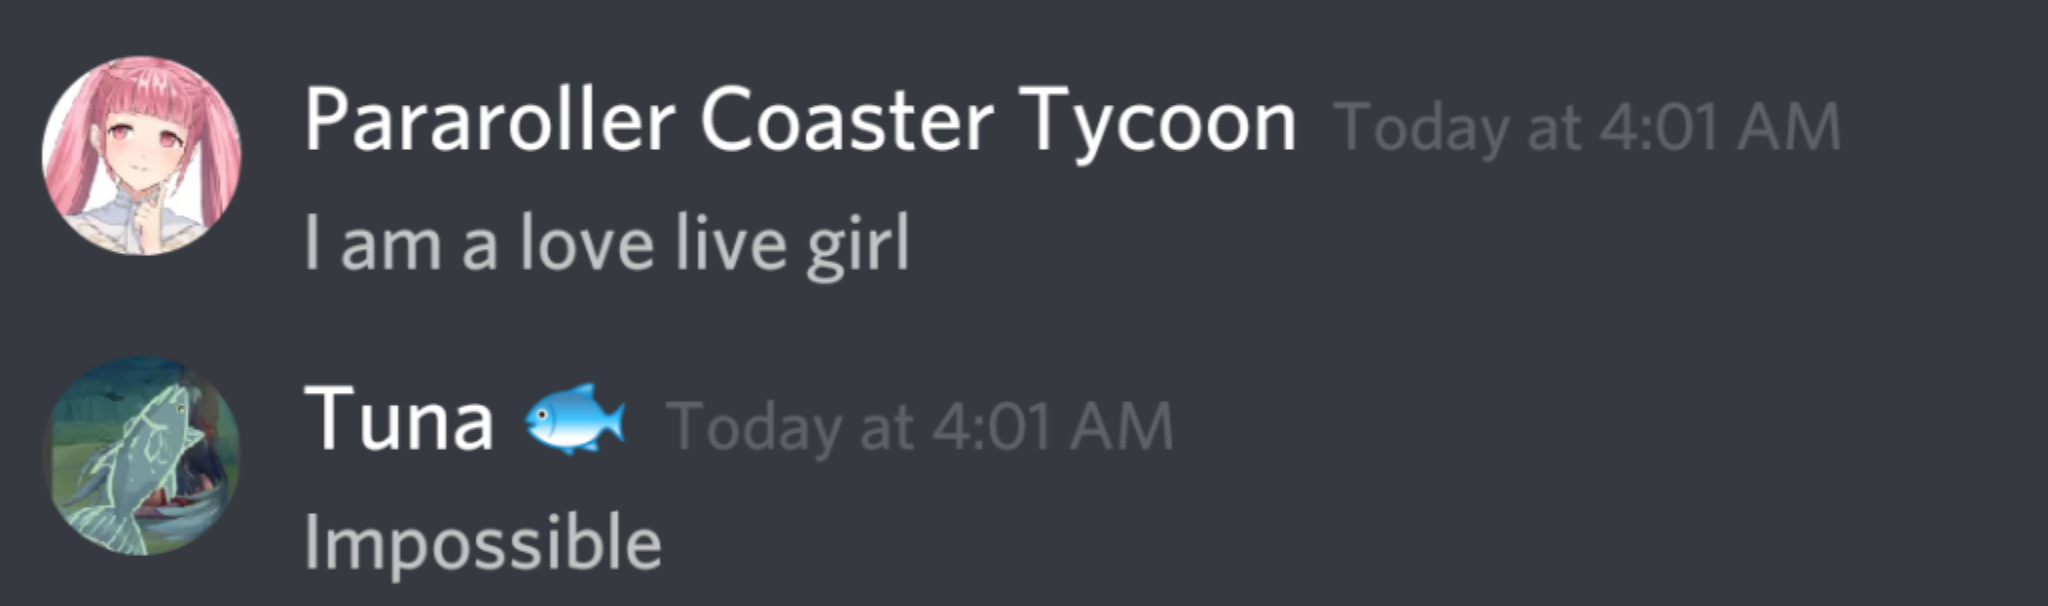 Pararoller Coaster Tycoon Today at 4:01 AM
I am a love live girl
Tuna 🐟 Today at 4:01 AM
Impossible